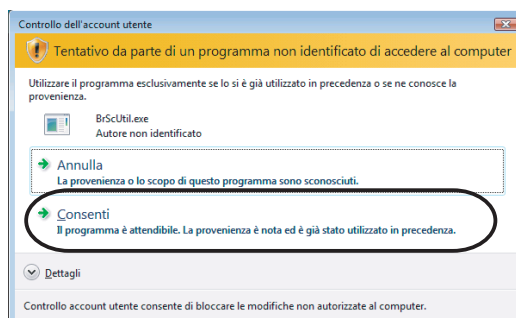 Controllo dell'account utente
Tentativo da parte di un programma non identificato di accedere al computer
Utilizzare il programma esclusivamente se lo si è già utilizzato in precedenza o se ne conosce la
provenienza.
BrScUtil.exe
Autore non identificato
Annulla
La provenienza o lo scopo di questo programma sono sconosciuti.
Consenti
Il programma è attendibile. La provenienza è nota ed è già stato utilizzato in precedenza.
Dettagli
Controllo account utente consente di bloccare le modifiche non autorizzate al computer.